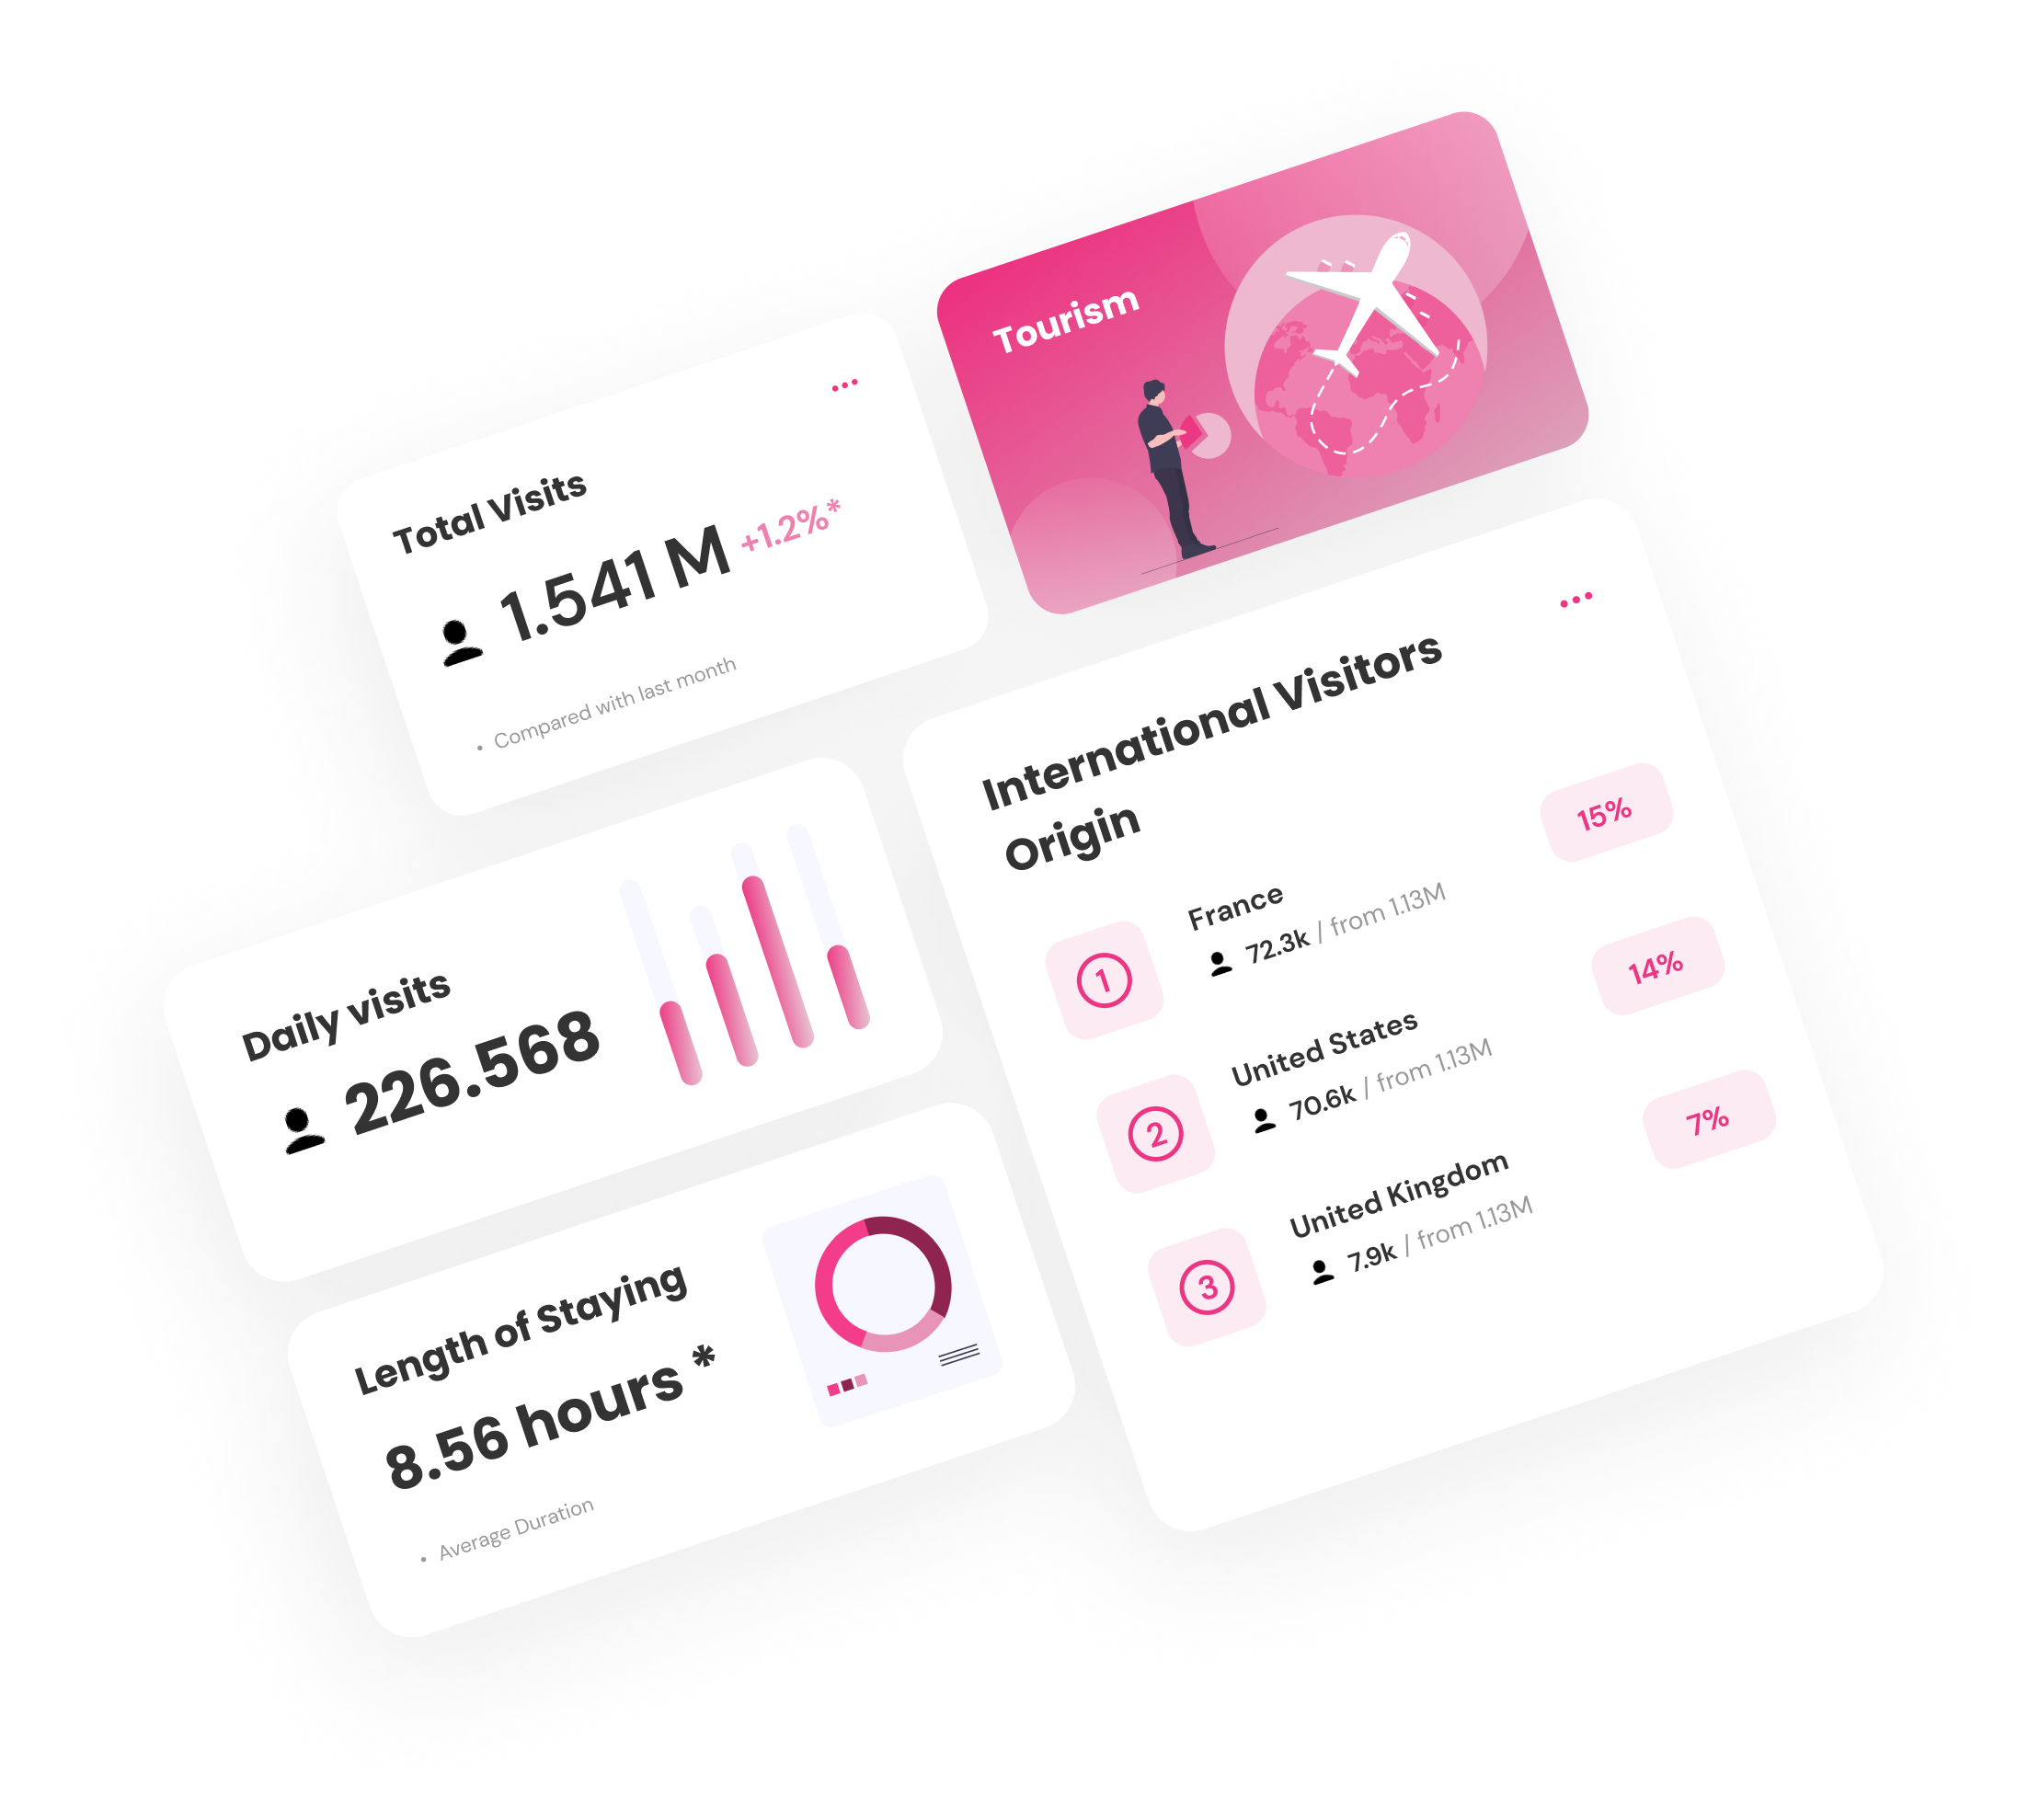 Tourism
Total Visits
1.541 M +1.2%*
• Compared with last month
Daily visits
226.568
Length of Staying
8.56 hours *
• Average Duration
International Visitors
Origin
1
France
72.3k / from 1.13M
15%
2
United States
70.6k / from 1.13M
14%
3
United Kingdom
7.9k / from 1.13M
7%